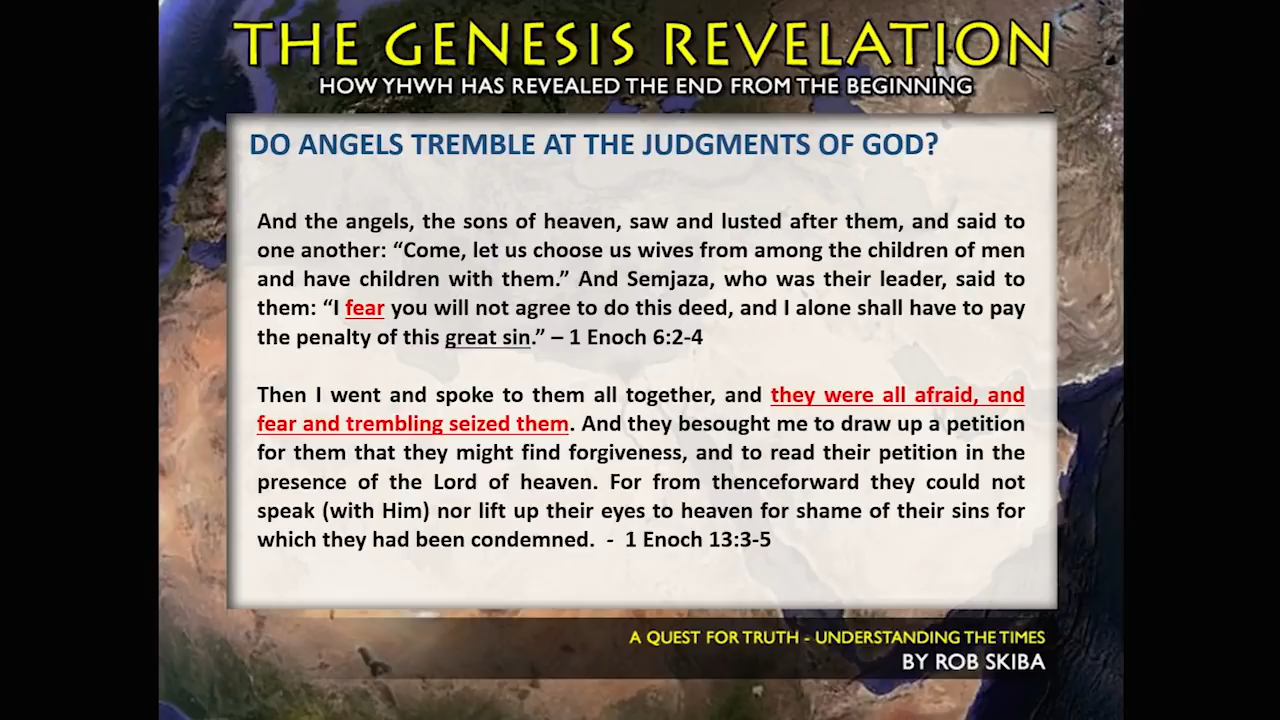 THE GENESIS REVELATION
HOW YHWH HAS REVEALED THE END FROM THE BEGINNING
DO ANGELS TREMBLE AT THE JUDGMENTS OF GOD?
And the angels, the sons of heaven, saw and lusted after them, and said to
one another: “Come, let us choose us wives from among the children of men
and have children with them.” And Semjaza, who was their leader, said to
them: “I fear you will not agree to do this deed, and I alone shall have to pay
the penalty of this great sin.” – 1 Enoch 6:2-4
Then I went and spoke to them all together, and they were all afraid, and
fear and trembling seized them. And they besought me to draw up a petition
for them that they might find forgiveness, and to read their petition in the
presence of the Lord of heaven. For from thenceforward they could not
speak (with Him) nor lift up their eyes to heaven for shame of their sins for
which they had been condemned. - 1 Enoch 13:3-5
A QUEST FOR TRUTH - UNDERSTANDING THE TIMES
BY ROB SKIBA